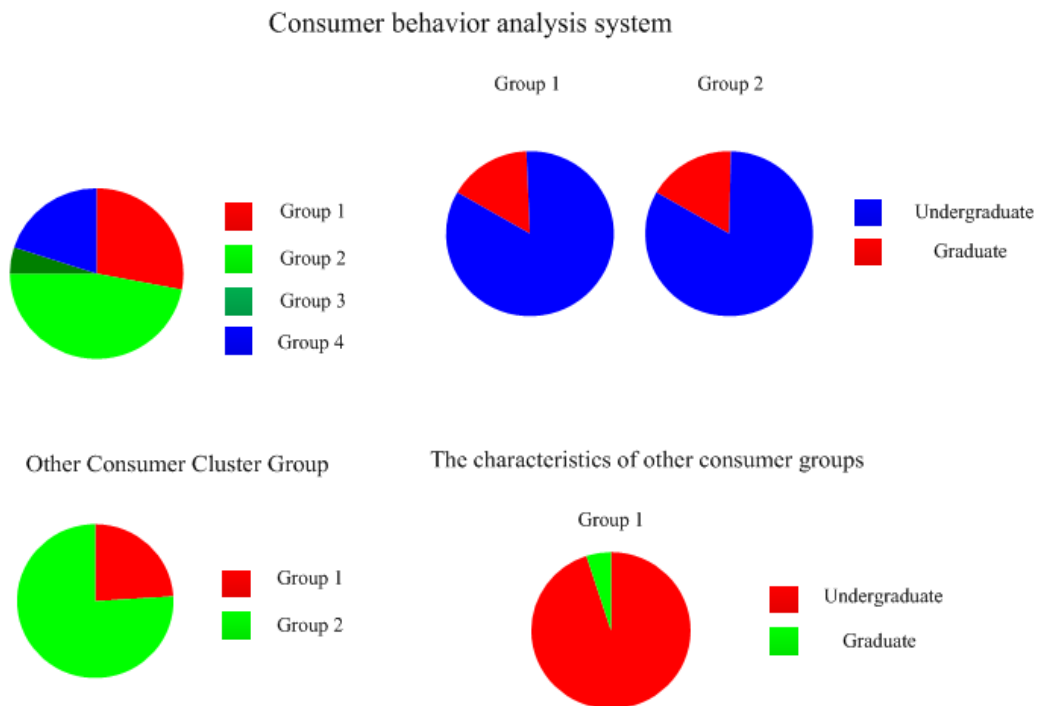 Consumer behavior analysis system
Group 1
Group 2
Group 1
Group 2
Group 3
Group 4
Undergraduate
Graduate
Other Consumer Cluster Group
Group 1
Group 2
The characteristics of other consumer groups
Group 1
Undergraduate
Graduate